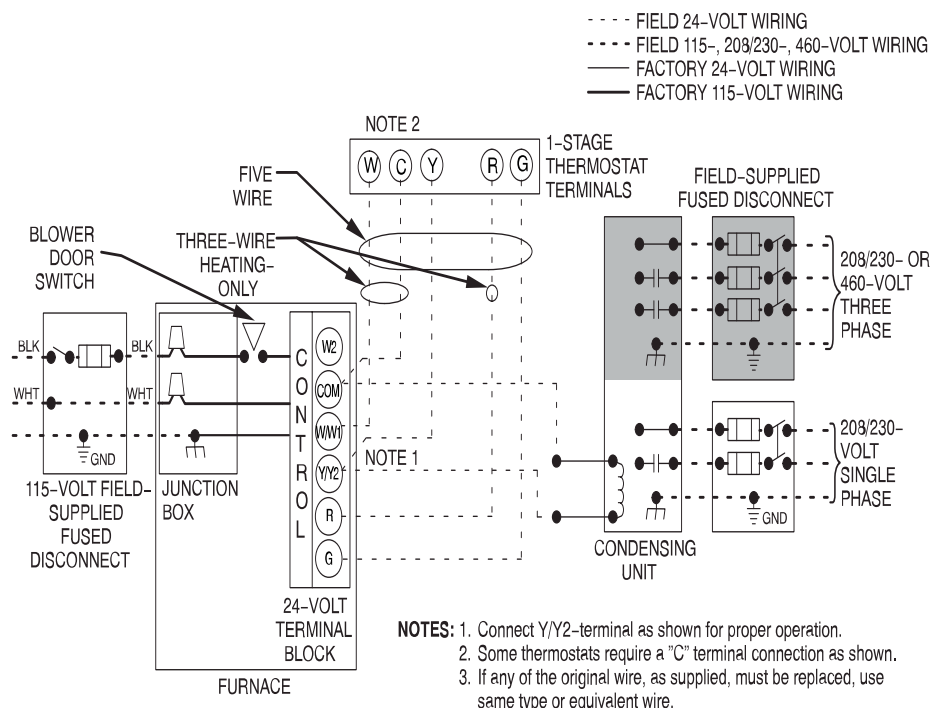 FIELD 24-VOLT WIRING
FIELD 115-, 208/230-, 460-VOLT WIRING
FACTORY 24-VOLT WIRING
FACTORY 115-VOLT WIRING
NOTE 2
W C Y R G
1-STAGE
THERMOSTAT
TERMINALS
FIVE
WIRE
THREE-WIRE
HEATING-
ONLY
BLOWER
DOOR
SWITCH
FIELD-SUPPLIED
FUSED DISCONNECT
208/230- OR
460-VOLT
THREE
PHASE
BLK
BLK
WHT
WHT
GND
CONTROL
W2
COM
W/W1
Y/Y2
R
G
NOTE 1
115-VOLT FIELD-
SUPPLIED
FUSED
DISCONNECT
JUNCTION
BOX
24-VOLT
TERMINAL
BLOCK
FURNACE
208/230-
VOLT
SINGLE
PHASE
GND
CONDENSING
UNIT
NOTES: 1. Connect Y/Y2-terminal as shown for proper operation.
2. Some thermostats require a "C" terminal connection as shown.
3. If any of the original wire, as supplied, must be replaced, use
same type or equivalent wire.